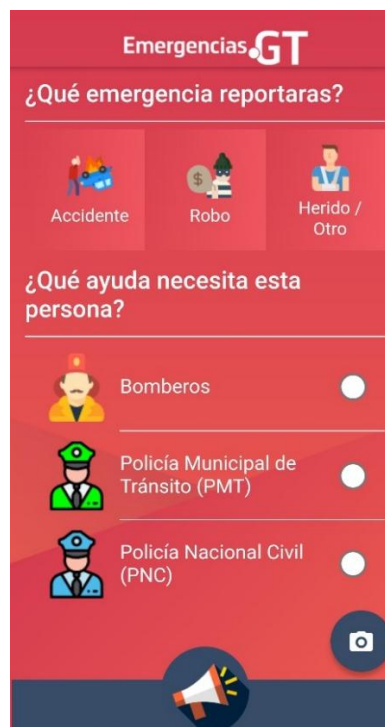 Emergencias.GT
¿Qué emergencia reportaras?
Accidente
Robo
Herido /
Otro
¿Qué ayuda necesita esta
persona?
Bomberos
Policía Municipal de
Tránsito (PMT)
Policía Nacional Civil
(PNC)